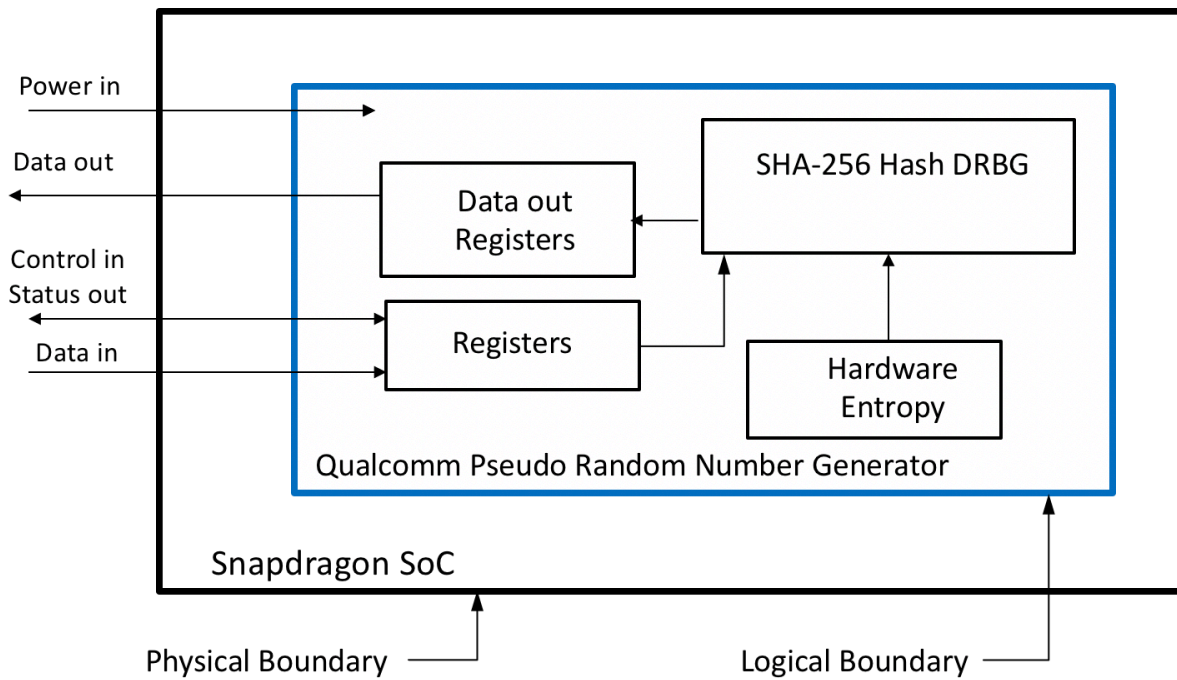 Power in
Data out
Control in
Status out
Data in
SHA-256 Hash DRBG
Data out
Registers
Registers
Hardware
Entropy
Qualcomm Pseudo Random Number Generator
Snapdragon SoC
Physical Boundary
Logical Boundary